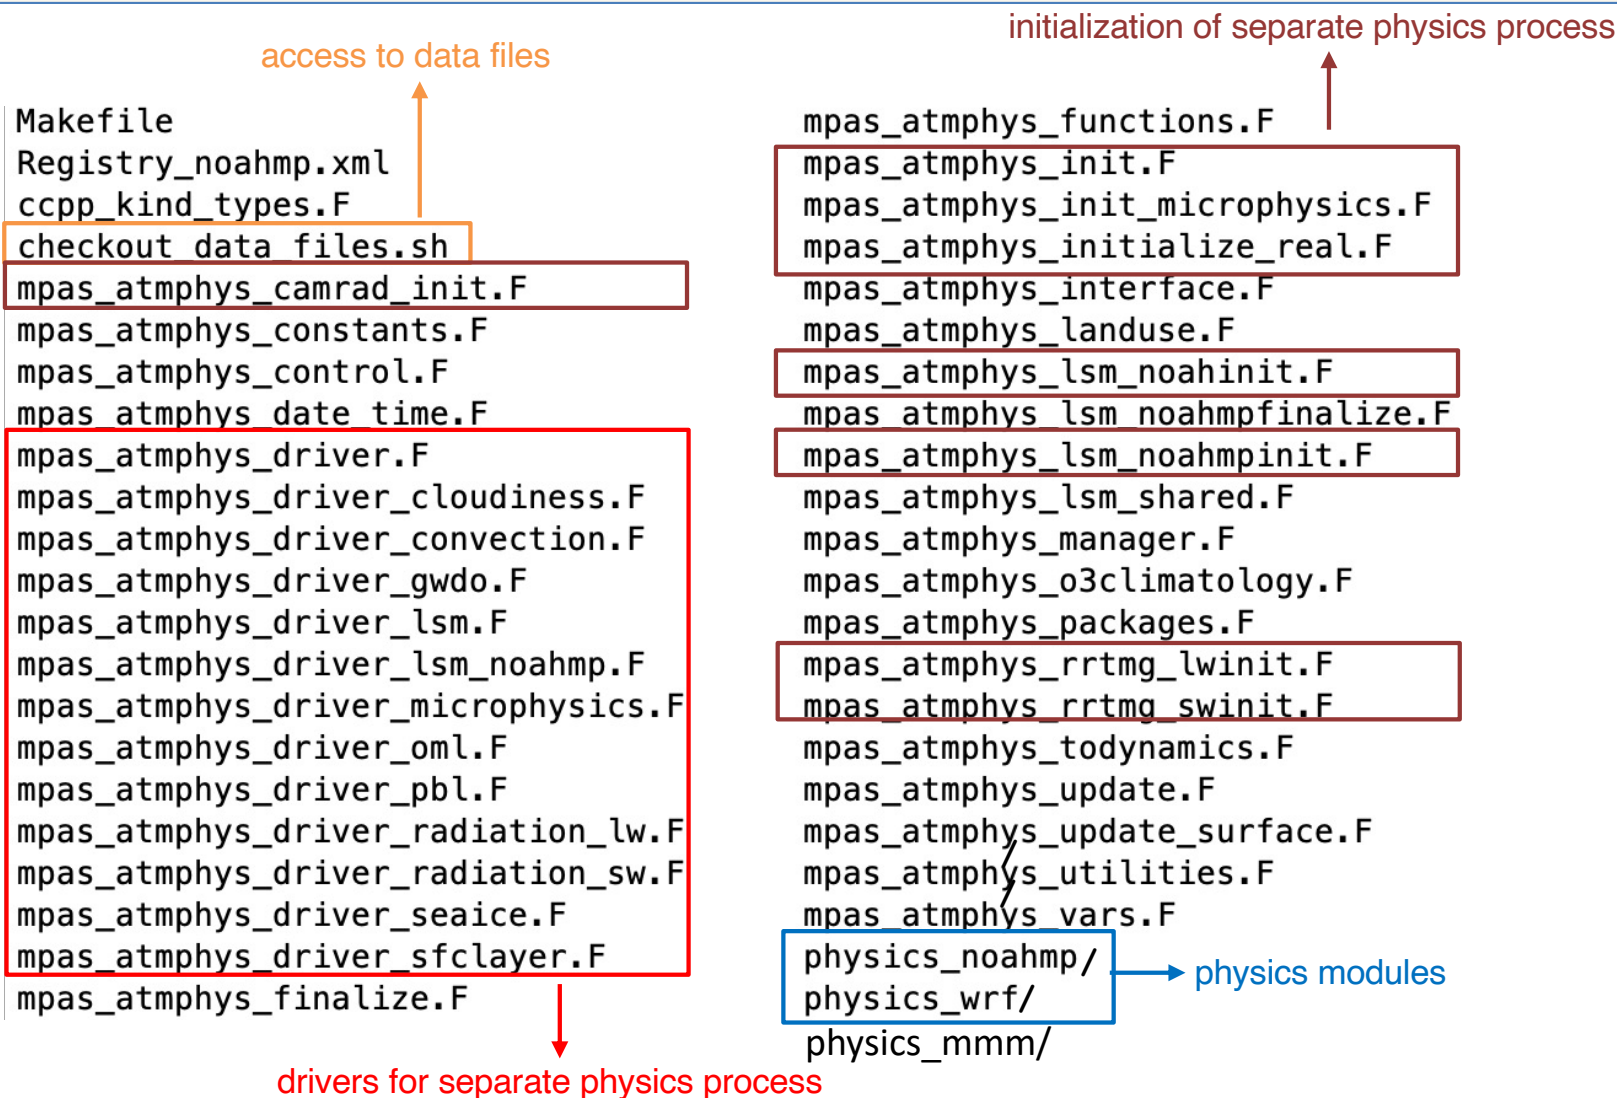 initialization of separate physics process
access to data files
Makefile
Registry_noahmp.xml
ccpp_kind_types.F
checkout_data_files.sh
mpas_atmphys_camrad_init.F
mpas_atmphys_constants.F
mpas_atmphys_control.F
mpas_atmphys_date_time.F
mpas_atmphys_driver.F
mpas_atmphys_driver_cloudiness.F
mpas_atmphys_driver_convection.F
mpas_atmphys_driver_gwdo.F
mpas_atmphys_driver_lsm.F
mpas_atmphys_driver_lsm_noahmp.F
mpas_atmphys_driver_microphysics.F
mpas_atmphys_driver_oml.F
mpas_atmphys_driver_pbl.F
mpas_atmphys_driver_radiation_lw.F
mpas_atmphys_driver_radiation_sw.F
mpas_atmphys_driver_seaice.F
mpas_atmphys_driver_sfclayer.F
mpas_atmphys_finalize.F
drivers for separate physics process
mpas_atmphys_functions.F
mpas_atmphys_init.F
mpas_atmphys_init_microphysics.F
mpas_atmphys_initialize_real.F
mpas_atmphys_interface.F
mpas_atmphys_landuse.F
mpas_atmphys_lsm_noahinit.F
mpas_atmphys_lsm_noahmpfinalize.F
mpas_atmphys_lsm_noahmpinit.F
mpas_atmphys_lsm_shared.F
mpas_atmphys_manager.F
mpas_atmphys_o3climatology.F
mpas_atmphys_packages.F
mpas_atmphys_rrtmg_lwinit.F
mpas_atmphys_rrtmg_swinit.F
mpas_atmphys_todynamics.F
mpas_atmphys_update.F
mpas_atmphys_update_surface.F
mpas_atmphys_utilities.F
mpas_atmphys_vars.F
physics_noahmp/
physics_wrf/
physics_mmm/
physics modules